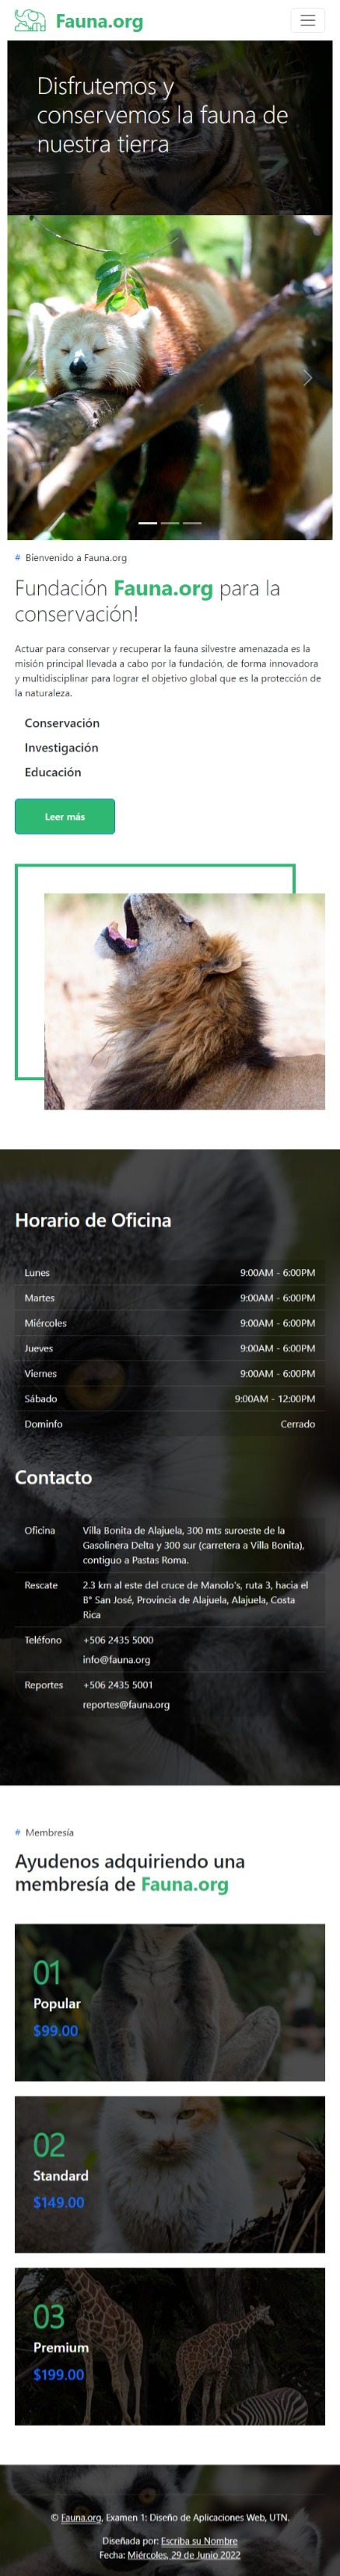 Fauna.org
Disfrutemos y
conservemos la fauna de
nuestra tierra
# Bienvenido a Fauna.org
Fundación Fauna.org para la
conservación!
Actuar para conservar y recuperar la fauna silvestre amenazada es la
misión principal llevada a cabo por la fundación, de forma innovadora
y multidisciplinar para lograr el objetivo global que es la protección de
la naturaleza.
Conservación
Investigación
Educación
Leer más
Horario de Oficina
Lunes 9:00AM - 6:00PM
Martes 9:00AM - 6:00PM
Miércoles 9:00AM - 6:00PM
Jueves 9:00AM - 6:00PM
Viernes 9:00AM - 6:00PM
Sábado 9:00AM - 12:00PM
Dominfo Cerrado
Contacto
Oficina Villa Bonita de Alajuela, 300 mts suroeste de la
Gasolinera Delta y 300 sur (carretera a Villa Bonita),
contiguo a Pastas Roma.
Rescate 2.3 km al este del cruce de Manolo's, ruta 3, hacia el
B° San José, Provincia de Alajuela, Alajuela, Costa
Rica
Teléfono +506 2435 5000
info@fauna.org
Reportes +506 2435 5001
reportes@fauna.org
# Membresía
Ayudenos adquiriendo una
membresía de Fauna.org
01
Popular
$99.00
02
Standard
$149.00
03
Premium
$199.00
© Fauna.org, Examen 1: Diseño de Aplicaciones Web, UTN.
Diseñada por: Escriba su Nombre
Fecha: Miércoles, 29 de Junio 2022